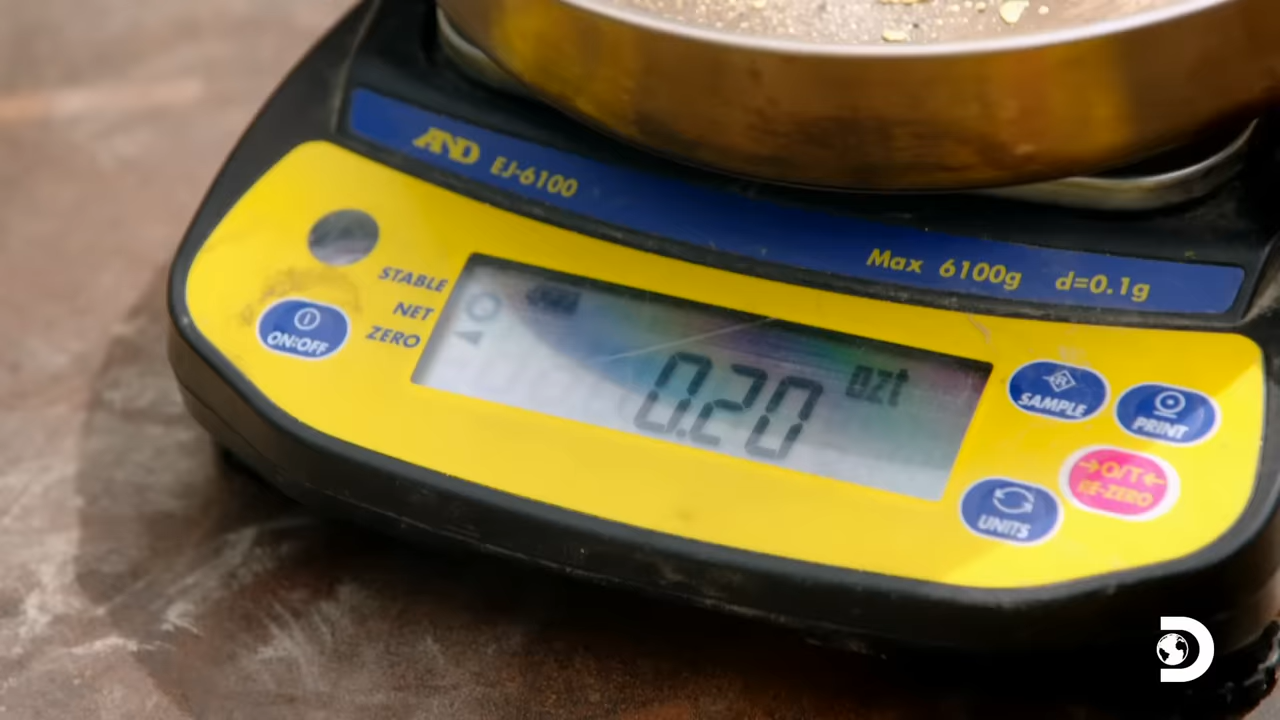 AND EJ-6100
Max 6100g d=0.1g
STABLE
NET
ZERO
ON:OFF
0.20 ozt
SAMPLE
PRINT
→O/T←
RE-ZERO
UNITS
D